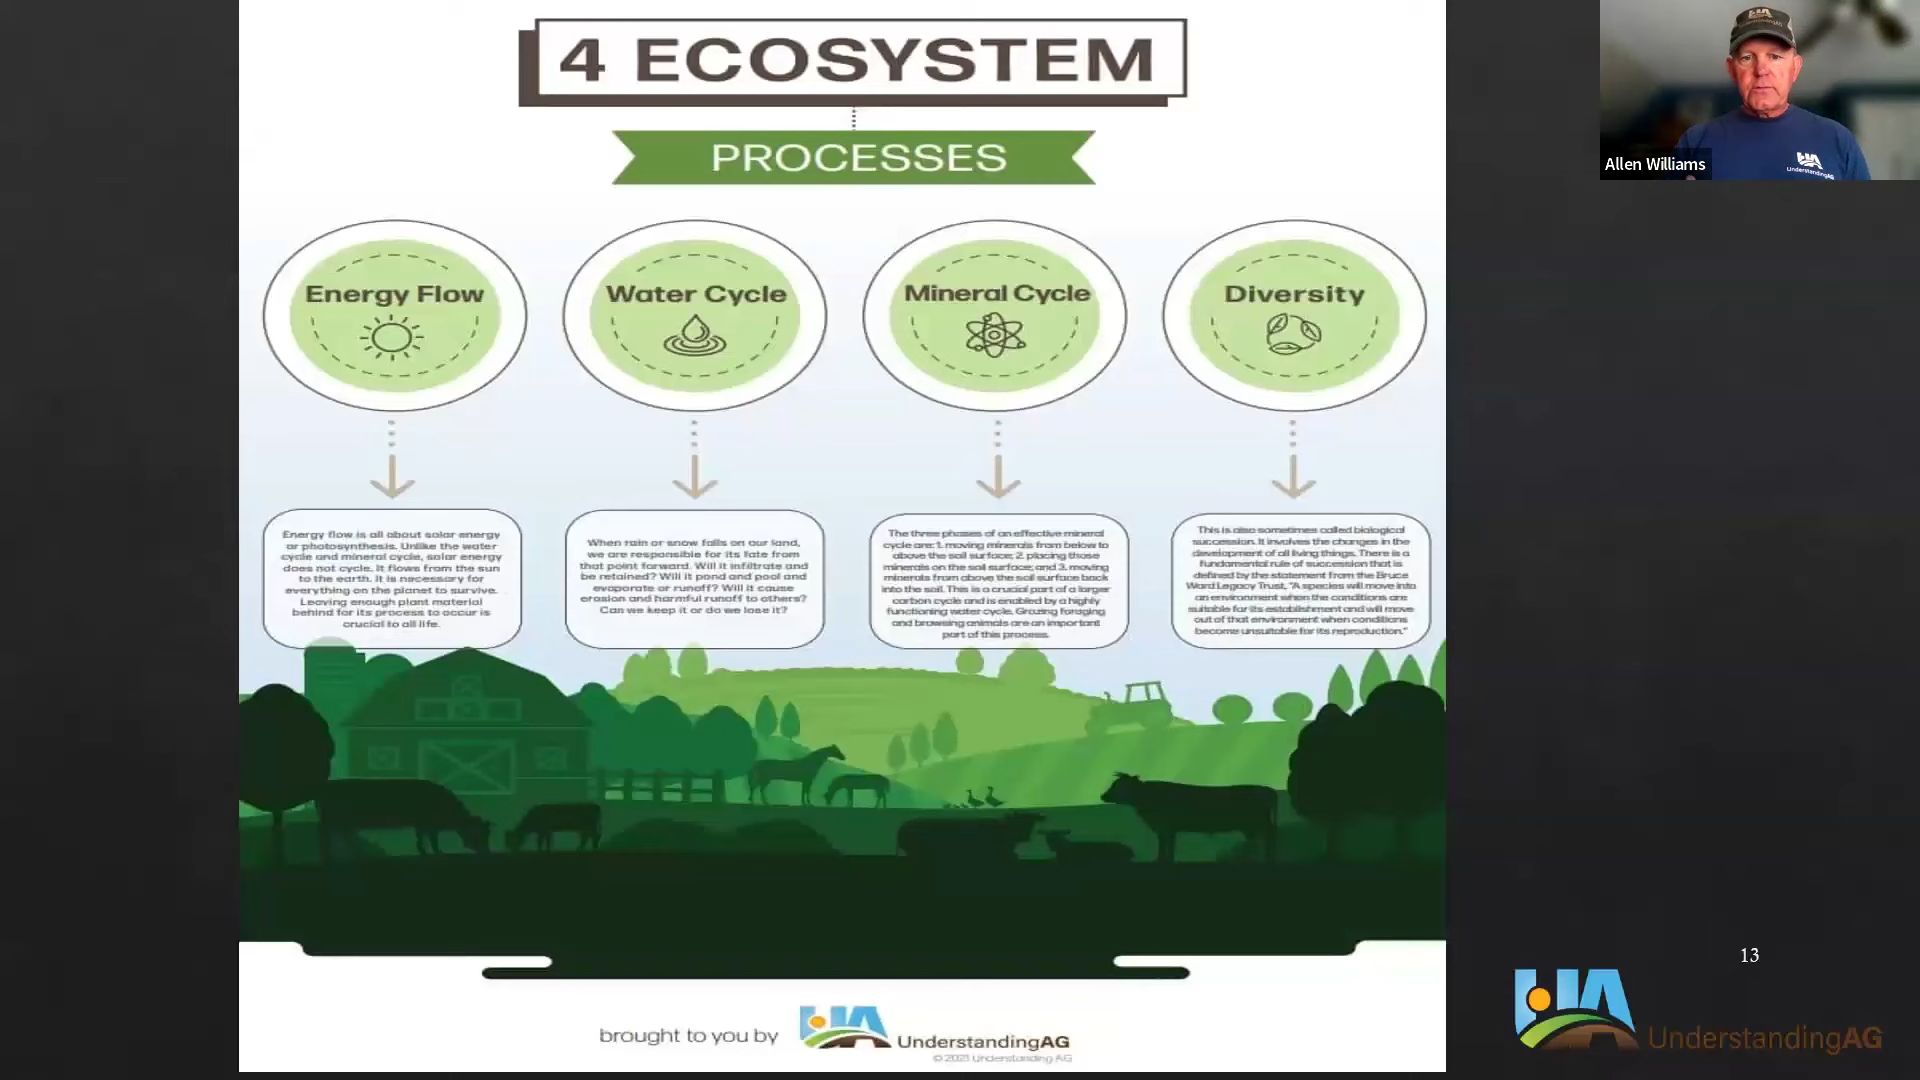 4 ECOSYSTEM
PROCESSES
Energy Flow
Water Cycle
Mineral Cycle
Diversity
Energy flow is all about solar energy
or photosynthesis. Unlike the water
cycle and mineral cycle, solar energy
does not cycle. It flows from the sun
to the earth. It is necessary for
everything on the planet to survive.
Leaving enough plant material
behind for its process to occur is
crucial to all life.
When rain or snow falls on our land,
we are responsible for its fate from
that point forward. Will it infiltrate and
be retained? Will it pond and pool and
evaporate or runoff? Will it cause
erosion and harmful runoff to others?
Can we keep it or do we lose it?
The three phases of an effective mineral
cycle are: 1. moving minerals from below to
above the soil surface; 2. placing those
minerals on the soil surface; and 3. moving
minerals from above the soil surface back
into the soil. This is a crucial part of a larger
carbon cycle and is enabled by a highly
functioning water cycle. Grazing foraging
and browsing animals are an important
part of this process.
This is also sometimes called biological
succession. It involves the changes in the
development of all living things. There is a
fundamental rule of succession that is
defined by the statement from the Bruce
Ward Legacy Trust, "A species will move into
an environment when the conditions are
suitable for its establishment and will move
out of that environment when conditions
become unsuitable for its reproduction."
brought to you by
UA
UnderstandingAG
© 2021 Understanding AG
Allen Williams
UA
UnderstandingAG
UA
UnderstandingAG
13
UA
UnderstandingAG